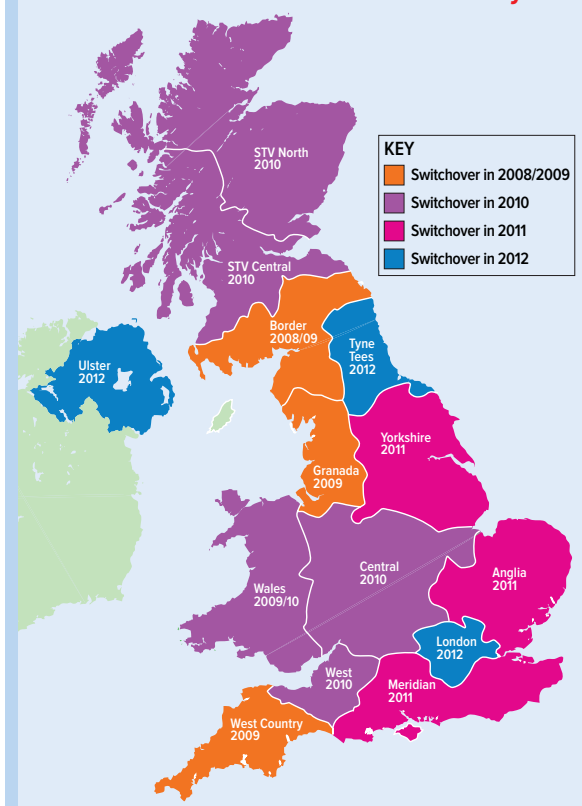 STV North
2010
KEY
Switchover in 2008/2009
Switchover in 2010
Switchover in 2011
Switchover in 2012
STV Central
2010
Border
2008/09
Tyne
Tees
2012
Ulster
2012
Yorkshire
2011
Granada
2009
Central
2010
Anglia
2011
Wales
2009/10
London
2012
West
2010
Meridian
2011
West Country
2009